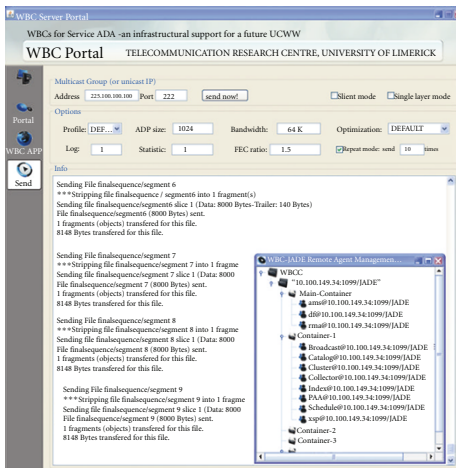 WBC Server Portal
WBCs for Service ADA -an infrastructural support for a future UCWW
WBC Portal TELECOMMUNICATION RESEARCH CENTRE, UNIVERSITY OF LIMERICK
Portal
WBC APP
Send
Multicast Group (or unicast IP)
Address 225.100.100.100 Port 222 send now! Slient mode Single layer mode
Options
Profile: DEF... ADP size: 1024 Bandwidth: 64 K Optimization: DEFAULT
Log: 1 Statistic: 1 FEC ratio: 1.5 Repeat mode: send 10 times
Info
Sending File finalsequence/segment 6
***Stripping file finalsequence / segment6 into 1 fragment(s)
Sending file finalsequence/segment6 slice 1 (Data: 8000 Bytes-Trailer: 140 Bytes)
File finalsequence/segment6 (8000 Bytes) sent.
1 fragments (objects) transfered for this file.
8148 Bytes transfered for this file.
Sending File finalsequence/segment 7
***Stripping file finalsequence/segment 7 into 1 fragme
Sending file finalsequence/segment 7 slice 1 (Data: 8000
File finalsequence/segment 7 (8000 Bytes) sent.
1 fragments (objects) transfered for this file.
8148 Bytes transfered for this file.
Sending File finalsequence/segment 8
***Stripping file finalsequence/segment 8 into 1 fragme
Sending file finalsequence/segment 8 slice 1 (Data: 8000
File finalsequence/segment 8 (8000 Bytes) sent.
1 fragments (objects) transfered for this file.
8148 Bytes transfered for this file.
Sending File finalsequence/segment 9
***Stripping file finalsequence/segment 9 into 1 fragme
Sending file finalsequence/segment 9 slice 1 (Data: 8000
File finalsequence/segment 9 (8000 Bytes) sent.
1 fragments (objects) transfered for this file.
8148 Bytes transfered for this file.
WBC-JADE Remote Agent Managemen...
WBCC
"10.100.149.34:1099/JADE"
Main-Container
ams@10.100.149.34:1099/JADE
df@10.100.149.34:1099/JADE
rma@10.100.149.34:1099/JADE
Container-1
Broadcast@10.100.149.34:1099/JADE
Catalog@10.100.149.34:1099/JADE
Cluster@10.100.149.34:1099/JADE
Collector@10.100.149.34:1099/JADE
Index@10.100.149.34:1099/JADE
PAA@10.100.149.34:1099/JADE
Schedule@10.100.149.34:1099/JADE
xsp@10.100.149.34:1099/JADE
Container-2
Container-3